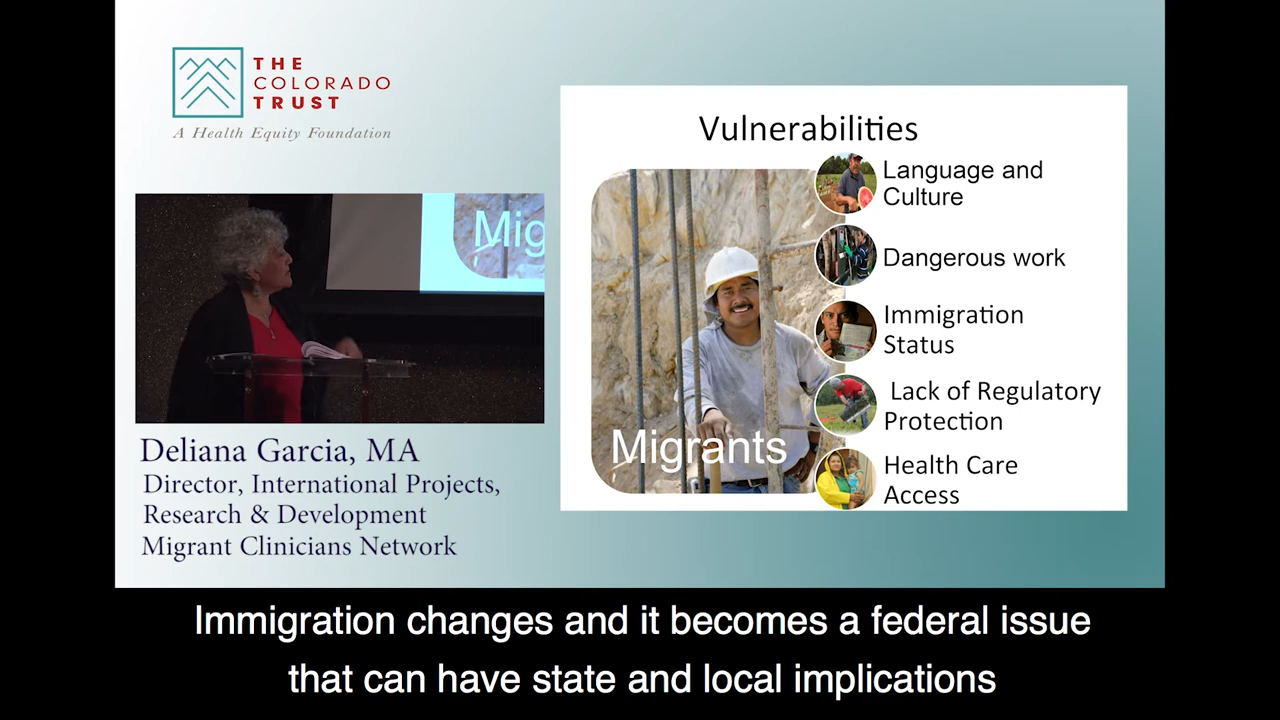 THE
COLORADO
TRUST
A Health Equity Foundation
Mig
Deliana Garcia, MA
Director, International Projects,
Research & Development
Migrant Clinicians Network
Vulnerabilities
Migrants
Language and
Culture
Dangerous work
Immigration
Status
Lack of Regulatory
Protection
Health Care
Access
Immigration changes and it becomes a federal issue
that can have state and local implications